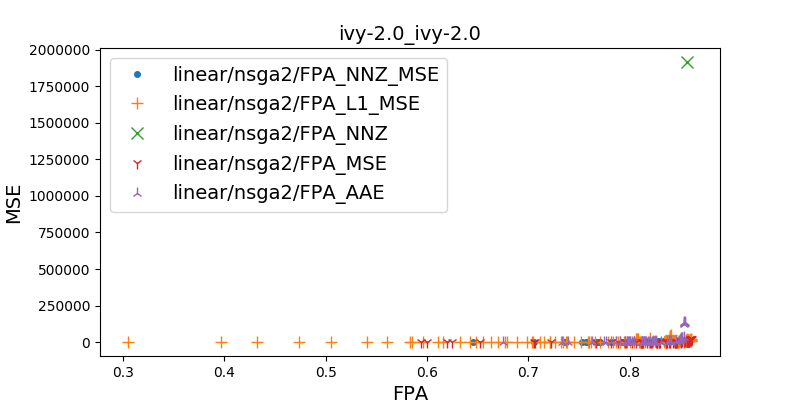 ivy-2.0_ivy-2.0
2000000
1750000
1500000
1250000
1000000
750000
500000
250000
0
MSE
linear/nsga2/FPA_NNZ_MSE
linear/nsga2/FPA_L1_MSE
linear/nsga2/FPA_NNZ
linear/nsga2/FPA_MSE
linear/nsga2/FPA_AAE
0.3 0.4 0.5 0.6 0.7 0.8
FPA